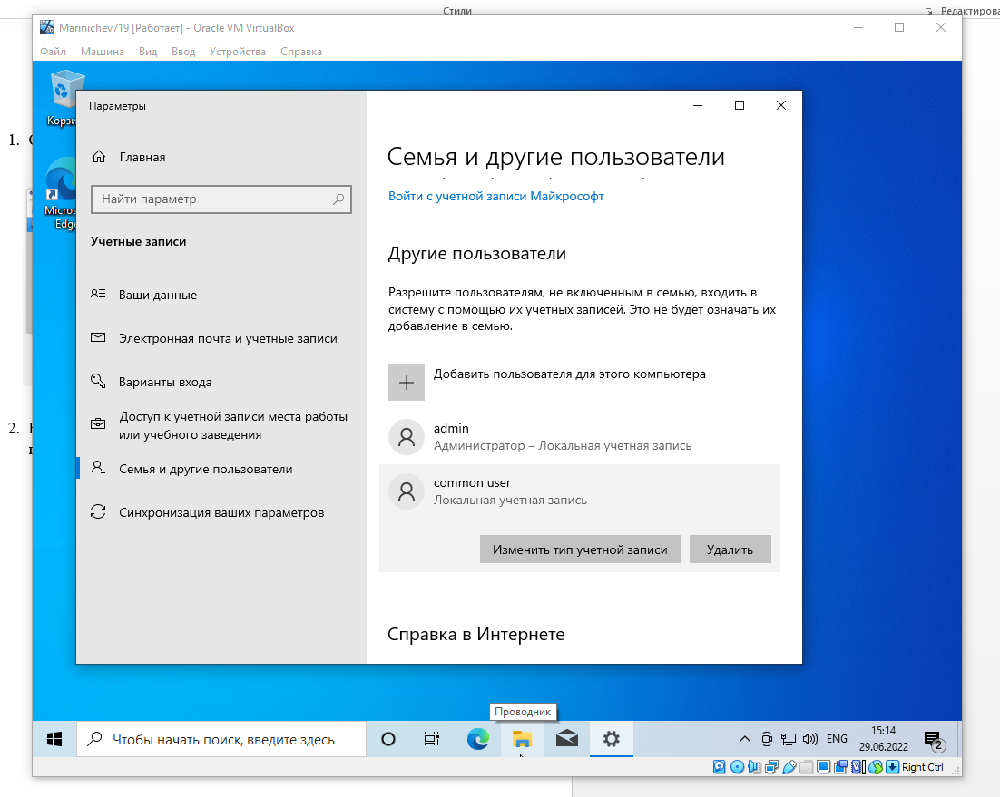 Стили
Редактирова
Marinichev719 [Работает] - Oracle VM VirtualBox
Файл Машина Вид Ввод Устройства Справка
Параметры
Главная
Найти параметр
Учетные записи
Ваши данные
Электронная почта и учетные записи
Варианты входа
Доступ к учетной записи места работы
или учебного заведения
Семья и другие пользователи
Синхронизация ваших параметров
Семья и другие пользователи
Войти с учетной записи Майкрософт
Другие пользователи
Разрешите пользователям, не включенным в семью, входить в
систему с помощью их учетных записей. Это не будет означать их
добавление в семью.
Добавить пользователя для этого компьютера
admin
Администратор – Локальная учетная запись
common user
Локальная учетная запись
Изменить тип учетной записи
Удалить
Справка в Интернете
Корзи
Micros
Edge
1.
2.
Проводник
Чтобы начать поиск, введите здесь
ENG
15:14
29.06.2022
2
Right Ctrl